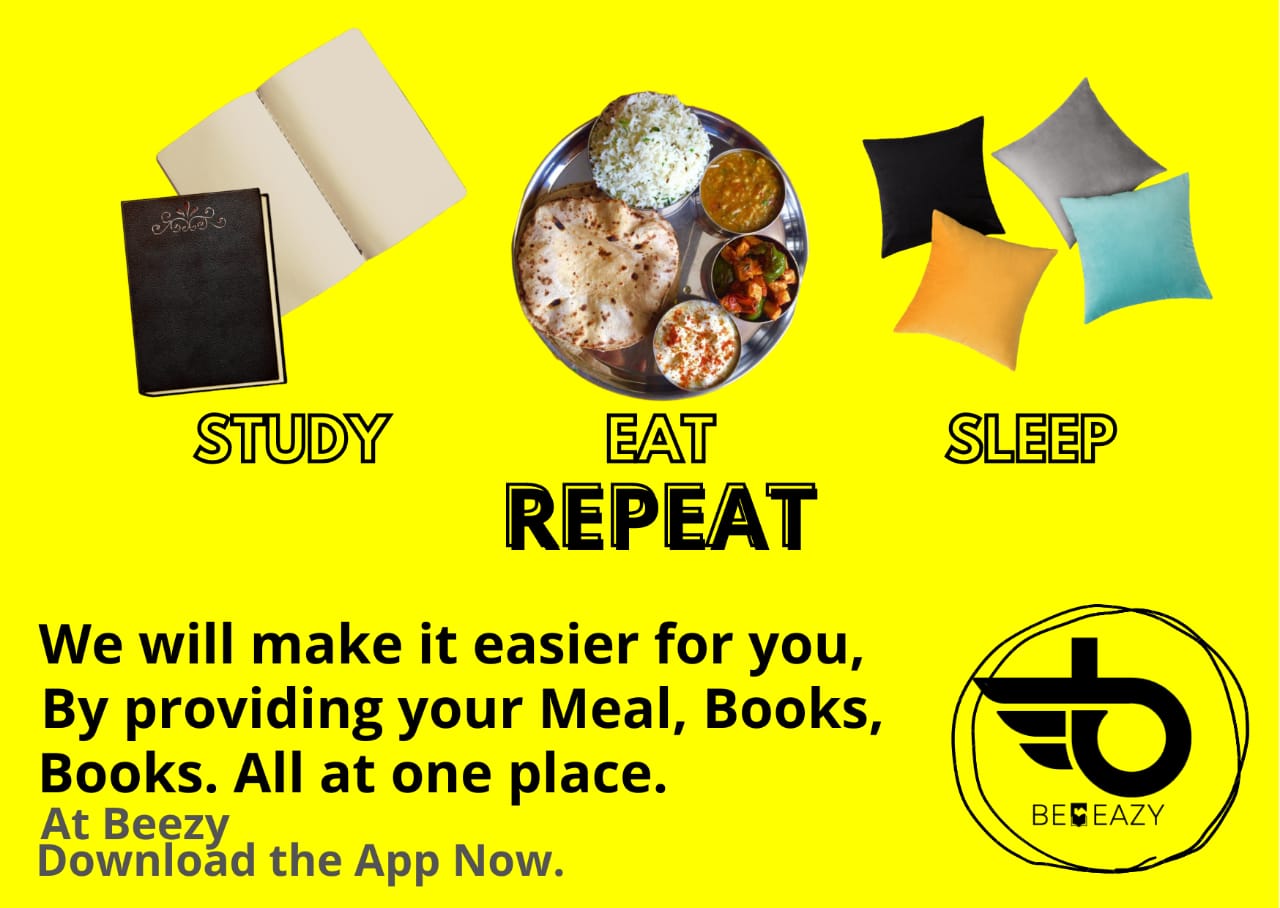 STUDY EAT SLEEP
REPEAT
We will make it easier for you,
By providing your Meal, Books,
Books. All at one place.
At Beezy
Download the App Now.
BE EAZY